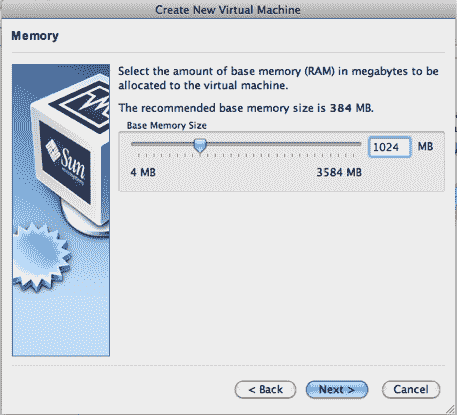 Create New Virtual Machine
Memory
Select the amount of base memory (RAM) in megabytes to be
allocated to the virtual machine.
The recommended base memory size is 384 MB.
Base Memory Size
1024 MB
4 MB 3584 MB
Sun
< Back Next > Cancel